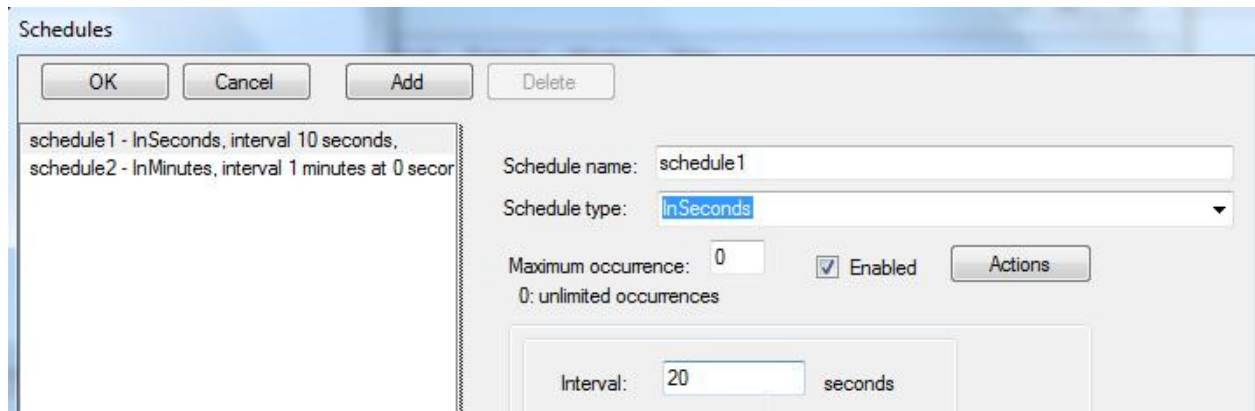 Schedules
OK Cancel Add Delete
schedule1 - InSeconds, interval 10 seconds,
schedule2 - InMinutes, interval 1 minutes at 0 secor
Schedule name: schedule1
Schedule type: InSeconds
Maximum occurrence: 0 Enabled Actions
0: unlimited occurrences
Interval: 20 seconds